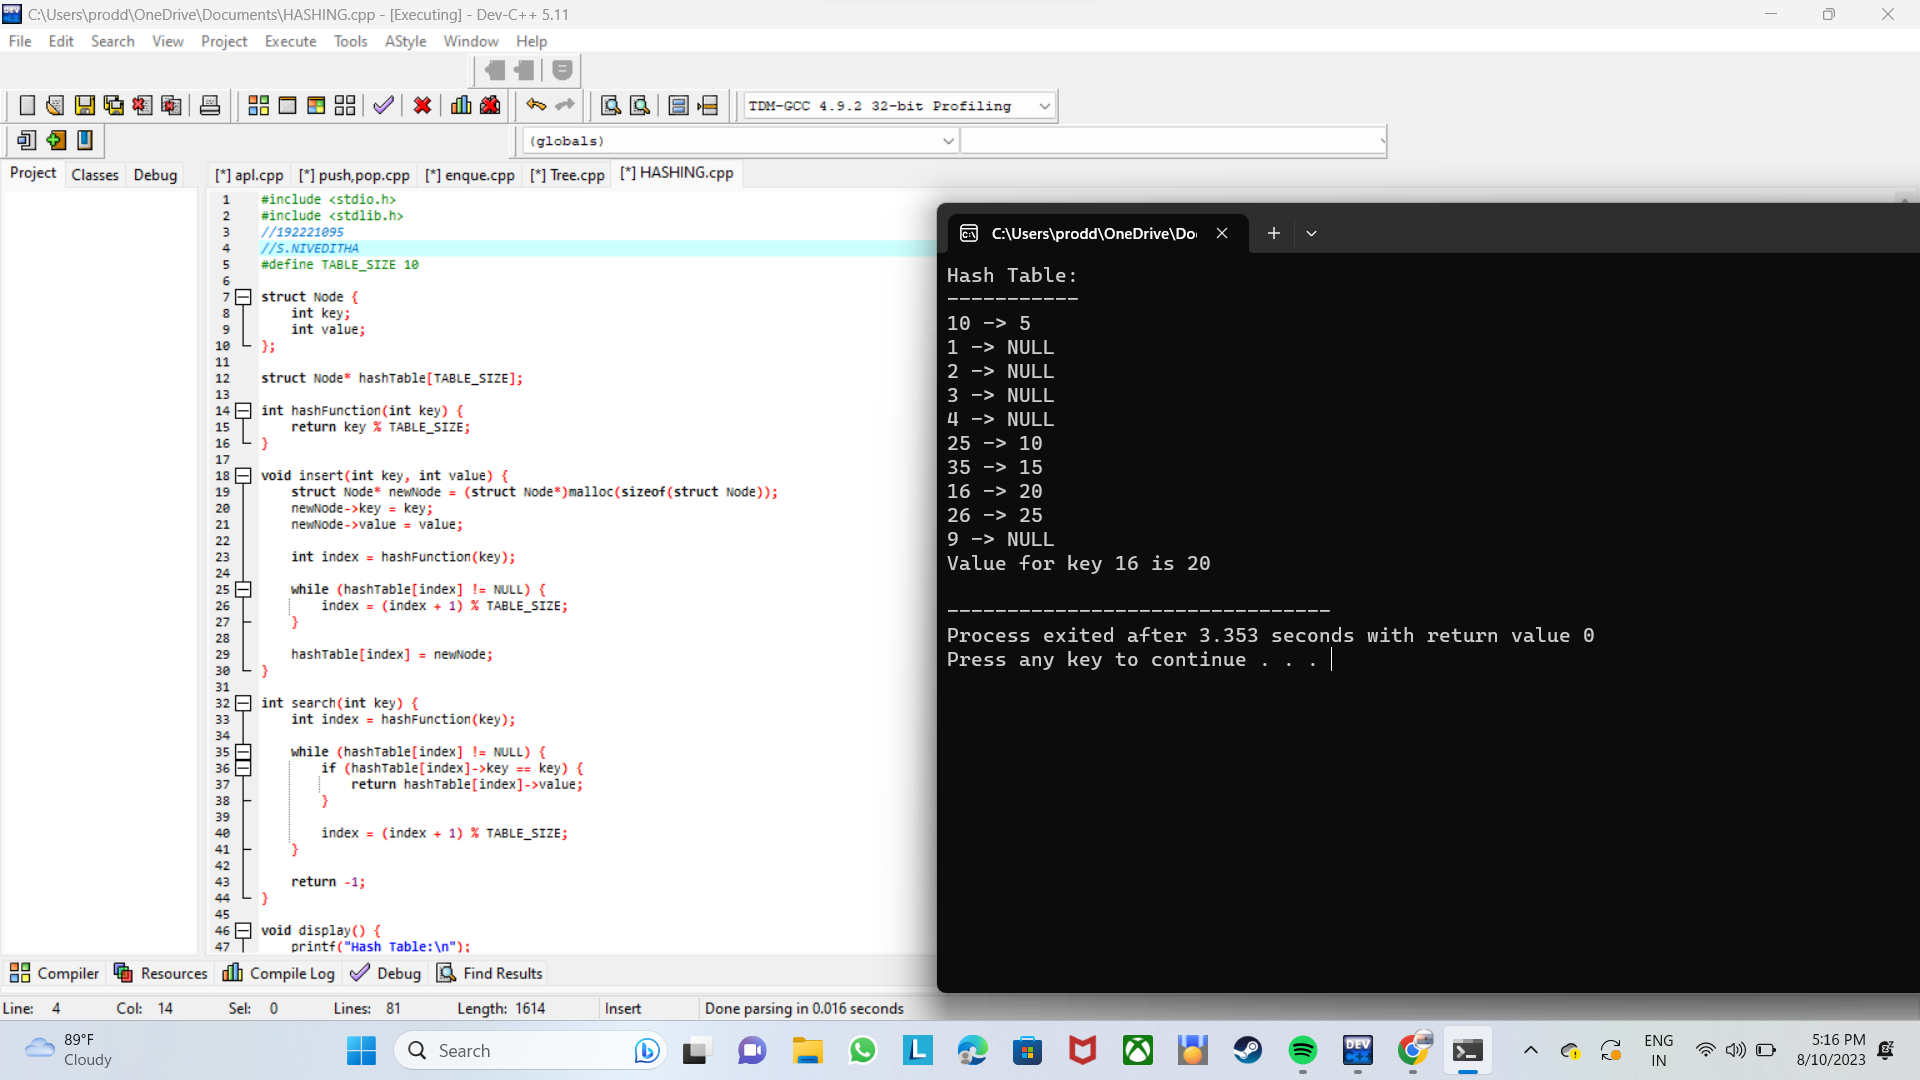 C:\Users\prodd\OneDrive\Documents\HASHING.cpp - [Executing] - Dev-C++ 5.11
File Edit Search View Project Execute Tools AStyle Window Help
TDM-GCC 4.9.2 32-bit Profiling
(globals)
Project Classes Debug
[*] apl.cpp [*] push,pop.cpp [*] enque.cpp [*] Tree.cpp [*] HASHING.cpp
1 #include <stdio.h>
2 #include <stdlib.h>
3 //192221095
4 //S.NIVEDITHA
5 #define TABLE_SIZE 10
6
7 struct Node {
8 int key;
9 int value;
10 };
11
12 struct Node* hashTable[TABLE_SIZE];
13
14 int hashFunction(int key) {
15 return key % TABLE_SIZE;
16 }
17
18 void insert(int key, int value) {
19 struct Node* newNode = (struct Node*)malloc(sizeof(struct Node));
20 newNode->key = key;
21 newNode->value = value;
22
23 int index = hashFunction(key);
24
25 while (hashTable[index] != NULL) {
26 index = (index + 1) % TABLE_SIZE;
27 }
28
29 hashTable[index] = newNode;
30 }
31
32 int search(int key) {
33 int index = hashFunction(key);
34
35 while (hashTable[index] != NULL) {
36 if (hashTable[index]->key == key) {
37 return hashTable[index]->value;
38 }
39
40 index = (index + 1) % TABLE_SIZE;
41 }
42
43 return -1;
44 }
45
46 void display() {
47 printf("Hash Table:\n");
C:\Users\prodd\OneDrive\Do
Hash Table:
-----------
10 -> 5
1 -> NULL
2 -> NULL
3 -> NULL
4 -> NULL
25 -> 10
35 -> 15
16 -> 20
26 -> 25
9 -> NULL
Value for key 16 is 20
--------------------------------
Process exited after 3.353 seconds with return value 0
Press any key to continue . . .
Compiler Resources Compile Log Debug Find Results
Line: 4 Col: 14 Sel: 0 Lines: 81 Length: 1614 Insert Done parsing in 0.016 seconds
89°F
Cloudy
Search
L
DEV
ENG
IN
5:16 PM
8/10/2023